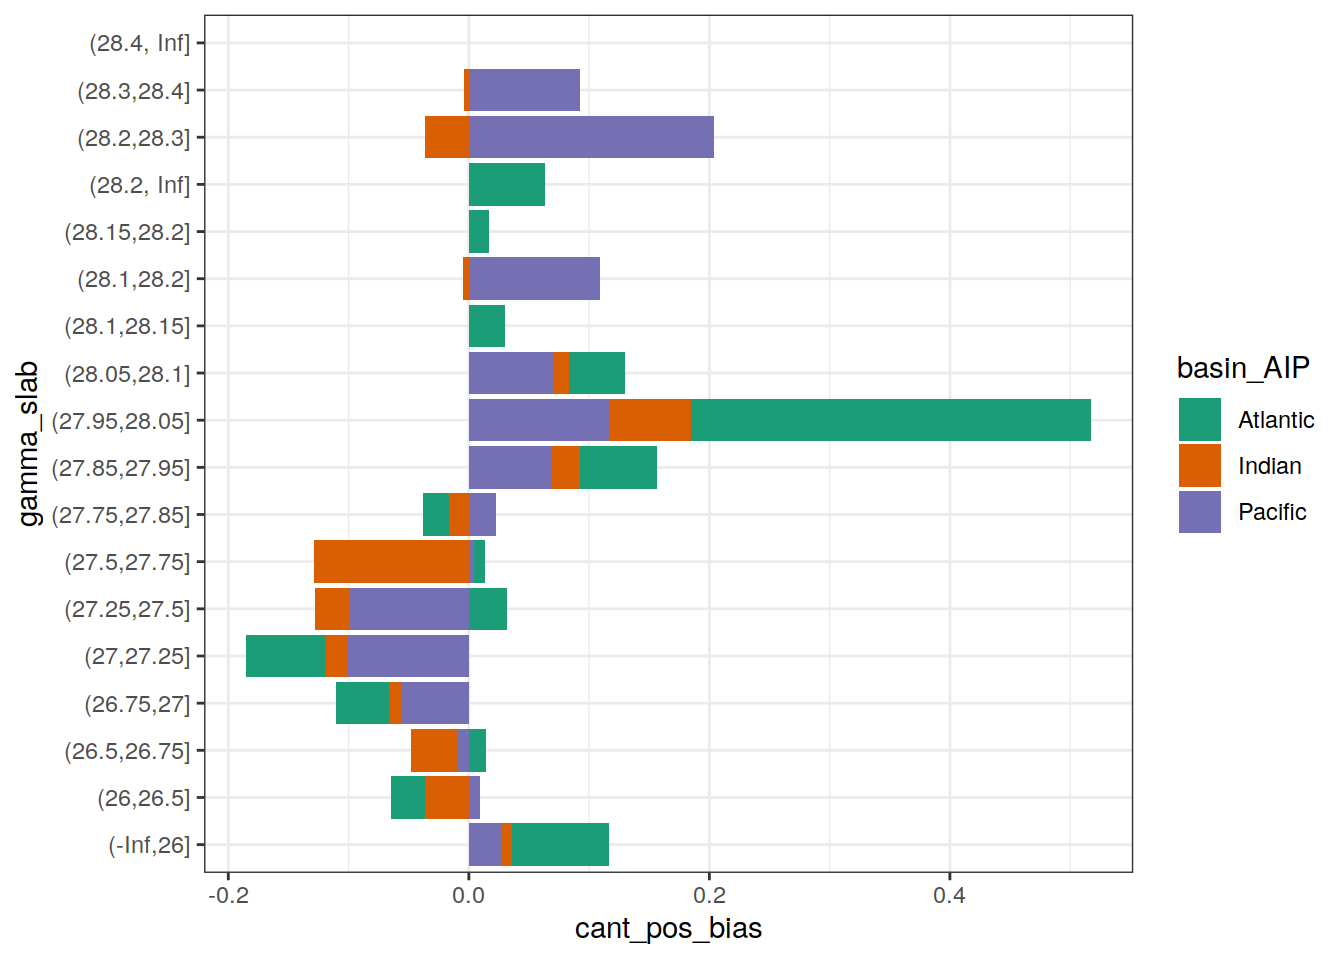 (28.4, Inf]
(28.3,28.4]
(28.2,28.3]
(28.2, Inf]
(28.15,28.2]
(28.1,28.2]
(28.1,28.15]
(28.05,28.1]
(27.95,28.05]
(27.85,27.95]
(27.75,27.85]
(27.5,27.75]
(27.25,27.5]
(27,27.25]
(26.75,27]
(26.5,26.75]
(26,26.5]
(-Inf,26]
gamma_slab
-0.2
0.0
0.2
0.4
cant_pos_bias
basin_AIP
Atlantic
Indian
Pacific